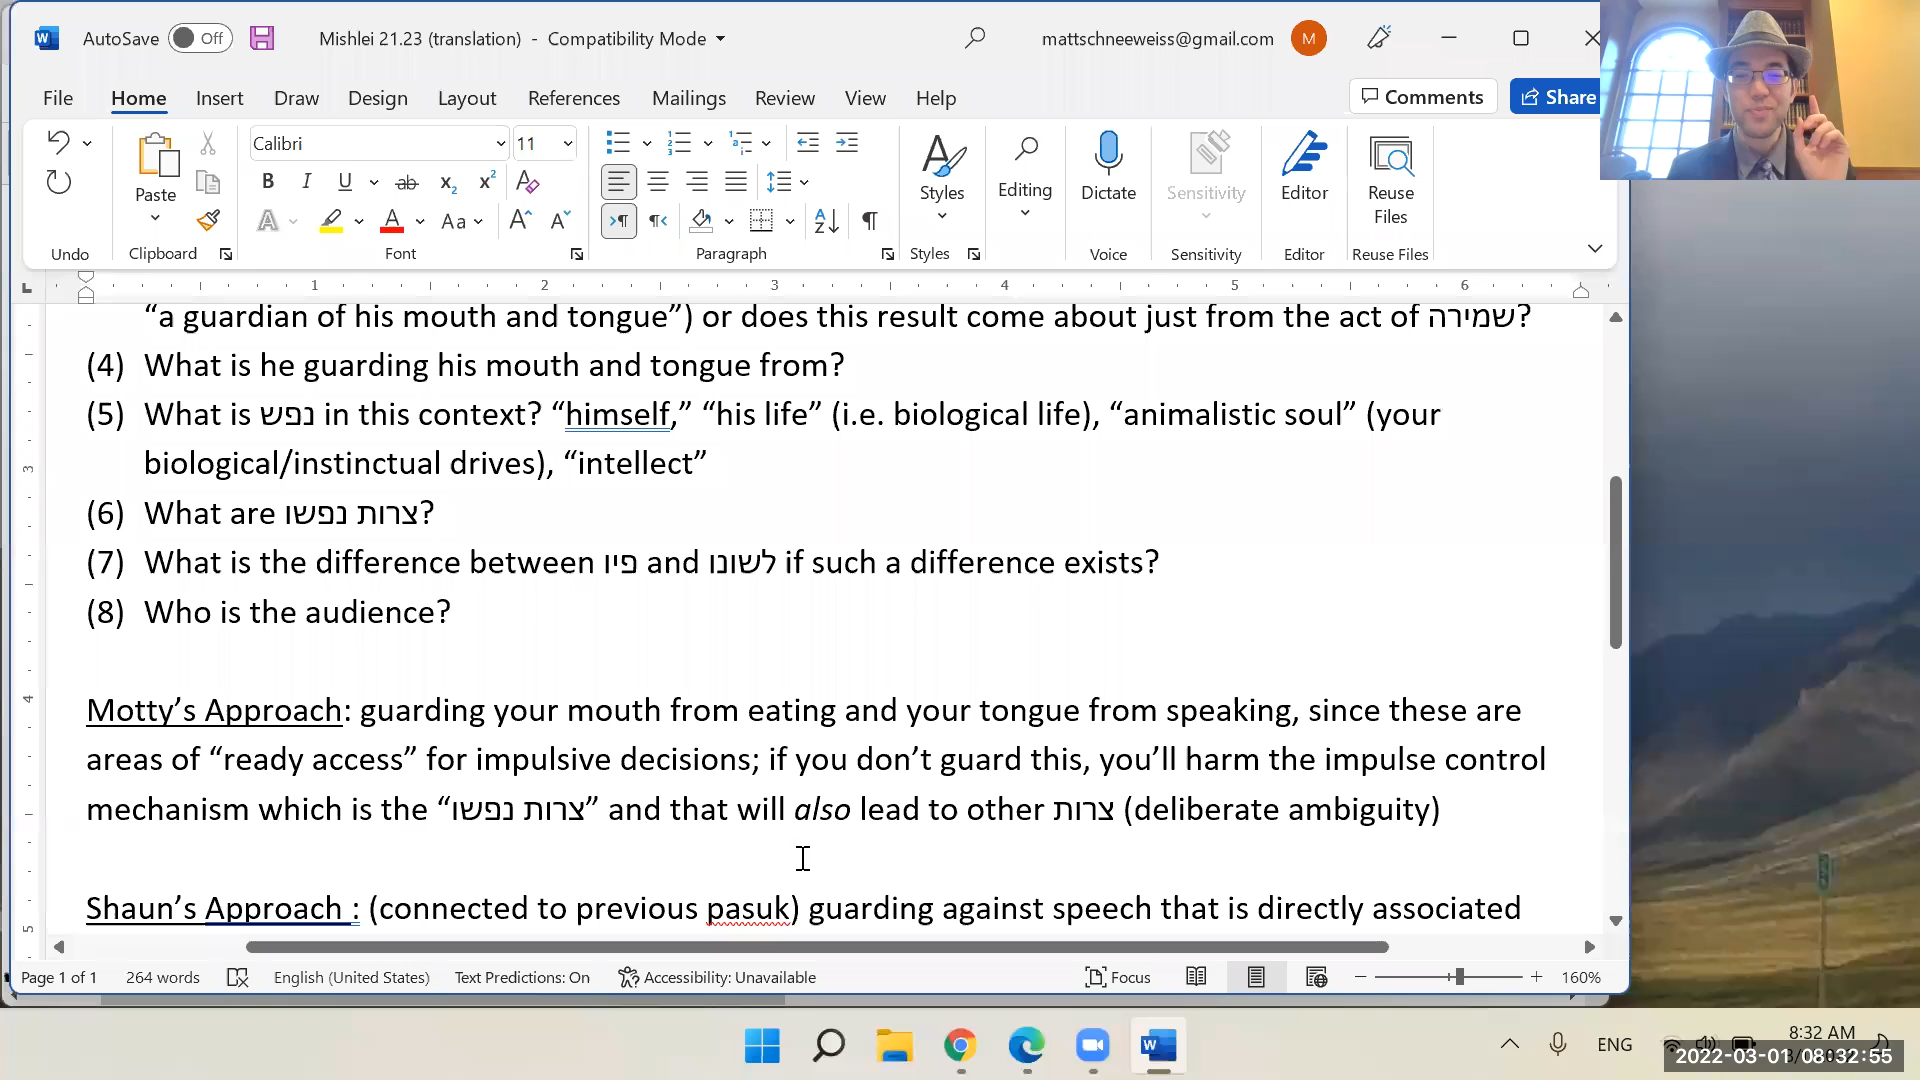 AutoSave Off Mishlei 21.23 (translation) - Compatibility Mode mattschneeweiss@gmail.com M
File Home Insert Draw Design Layout References Mailings Review View Help Comments Share
Calibri 11
Paste Styles Editing Dictate Sensitivity Editor Reuse Files
Undo Clipboard Font Paragraph Styles Voice Sensitivity Editor Reuse Files
1 2 3 4 5 6
“a guardian of his mouth and tongue”) or does this result come about just from the act of שמירה?
(4) What is he guarding his mouth and tongue from?
(5) What is נפש in this context? “himself,” “his life” (i.e. biological life), “animalistic soul” (your
biological/instinctual drives), “intellect”
(6) What are צרות נפשו?
(7) What is the difference between פיו and לשונו if such a difference exists?
(8) Who is the audience?
Motty’s Approach: guarding your mouth from eating and your tongue from speaking, since these are
areas of “ready access” for impulsive decisions; if you don’t guard this, you’ll harm the impulse control
mechanism which is the “צרות נפשו” and that will also lead to other צרות (deliberate ambiguity)
Shaun’s Approach : (connected to previous pasuk) guarding against speech that is directly associated
3
4
5
Page 1 of 1 264 words English (United States) Text Predictions: On Accessibility: Unavailable Focus 160%
ENG 8:32 AM
2022-03-01 08:32:55